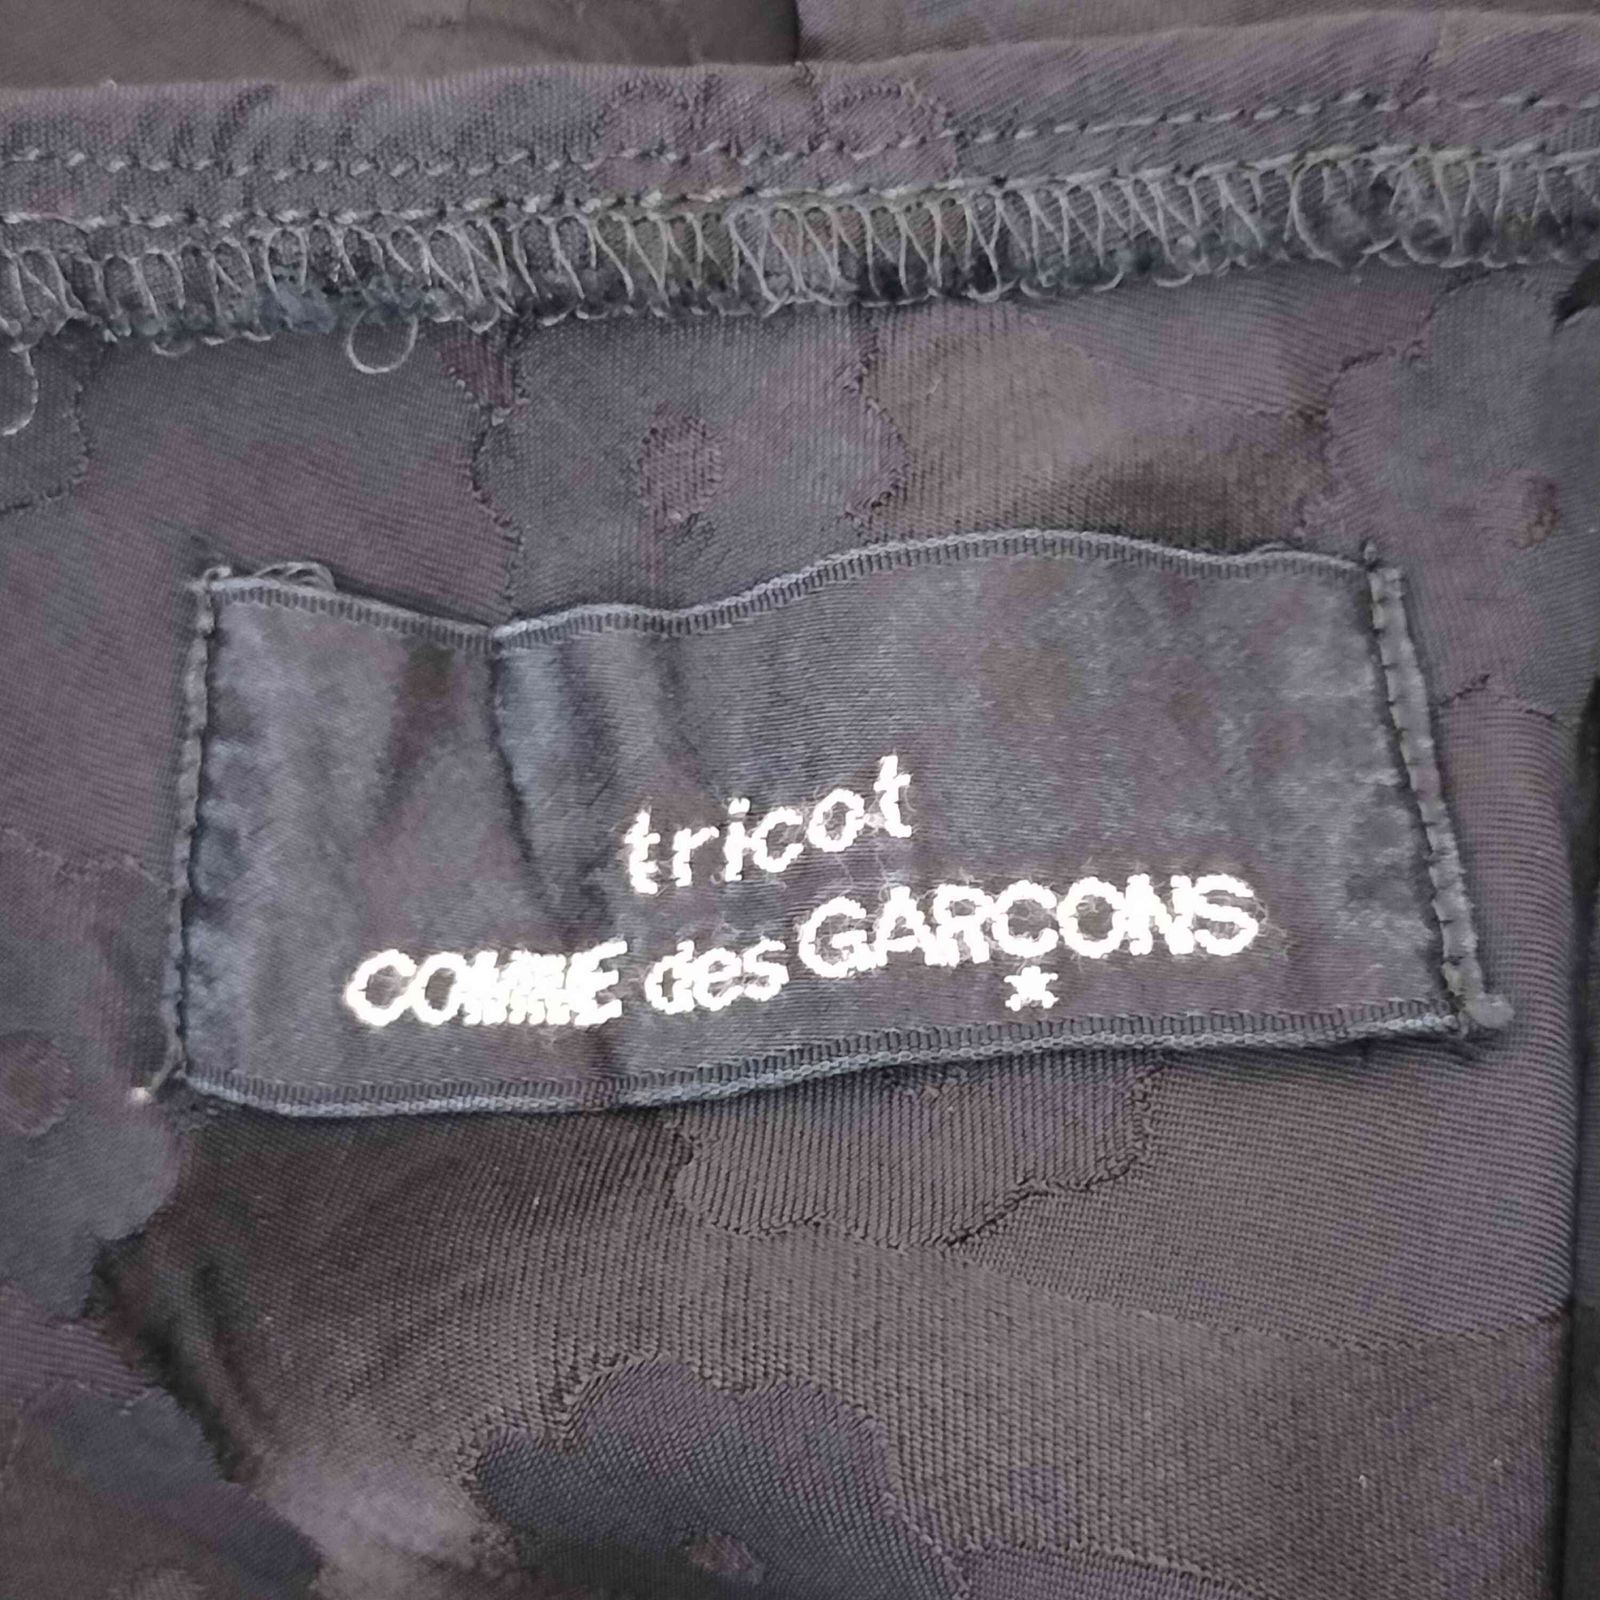 tricot
COMME des GARCONS
*